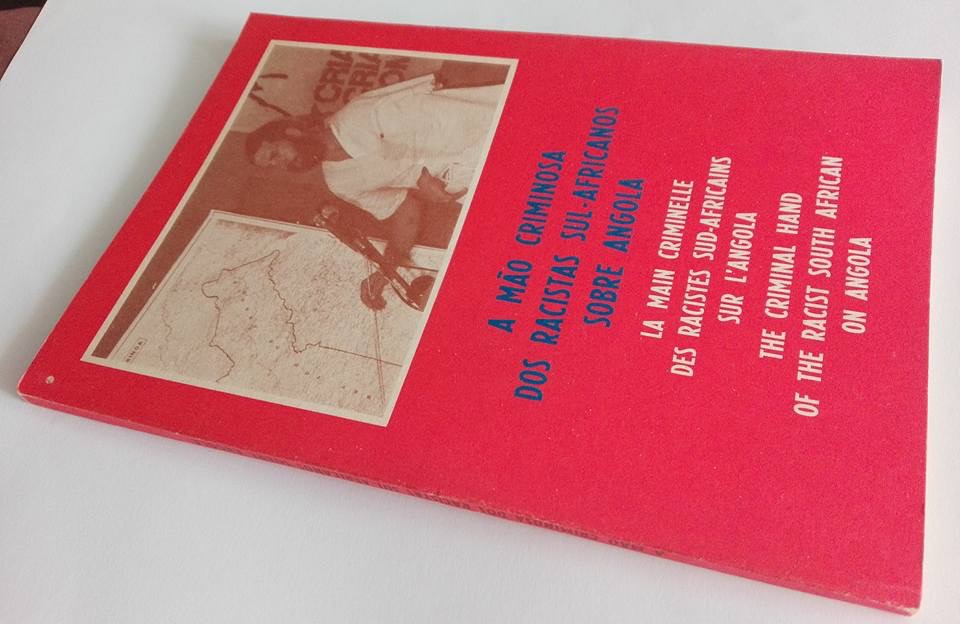 A MÃO CRIMINOSA
DOS RACISTAS SUL-AFRICANOS
SOBRE ANGOLA
LA MAIN CRIMINELLE
DES RACISTES SUD-AFRICAINS
SUR L'ANGOLA
THE CRIMINAL HAND
OF THE RACIST SOUTH AFRICAN
ON ANGOLA